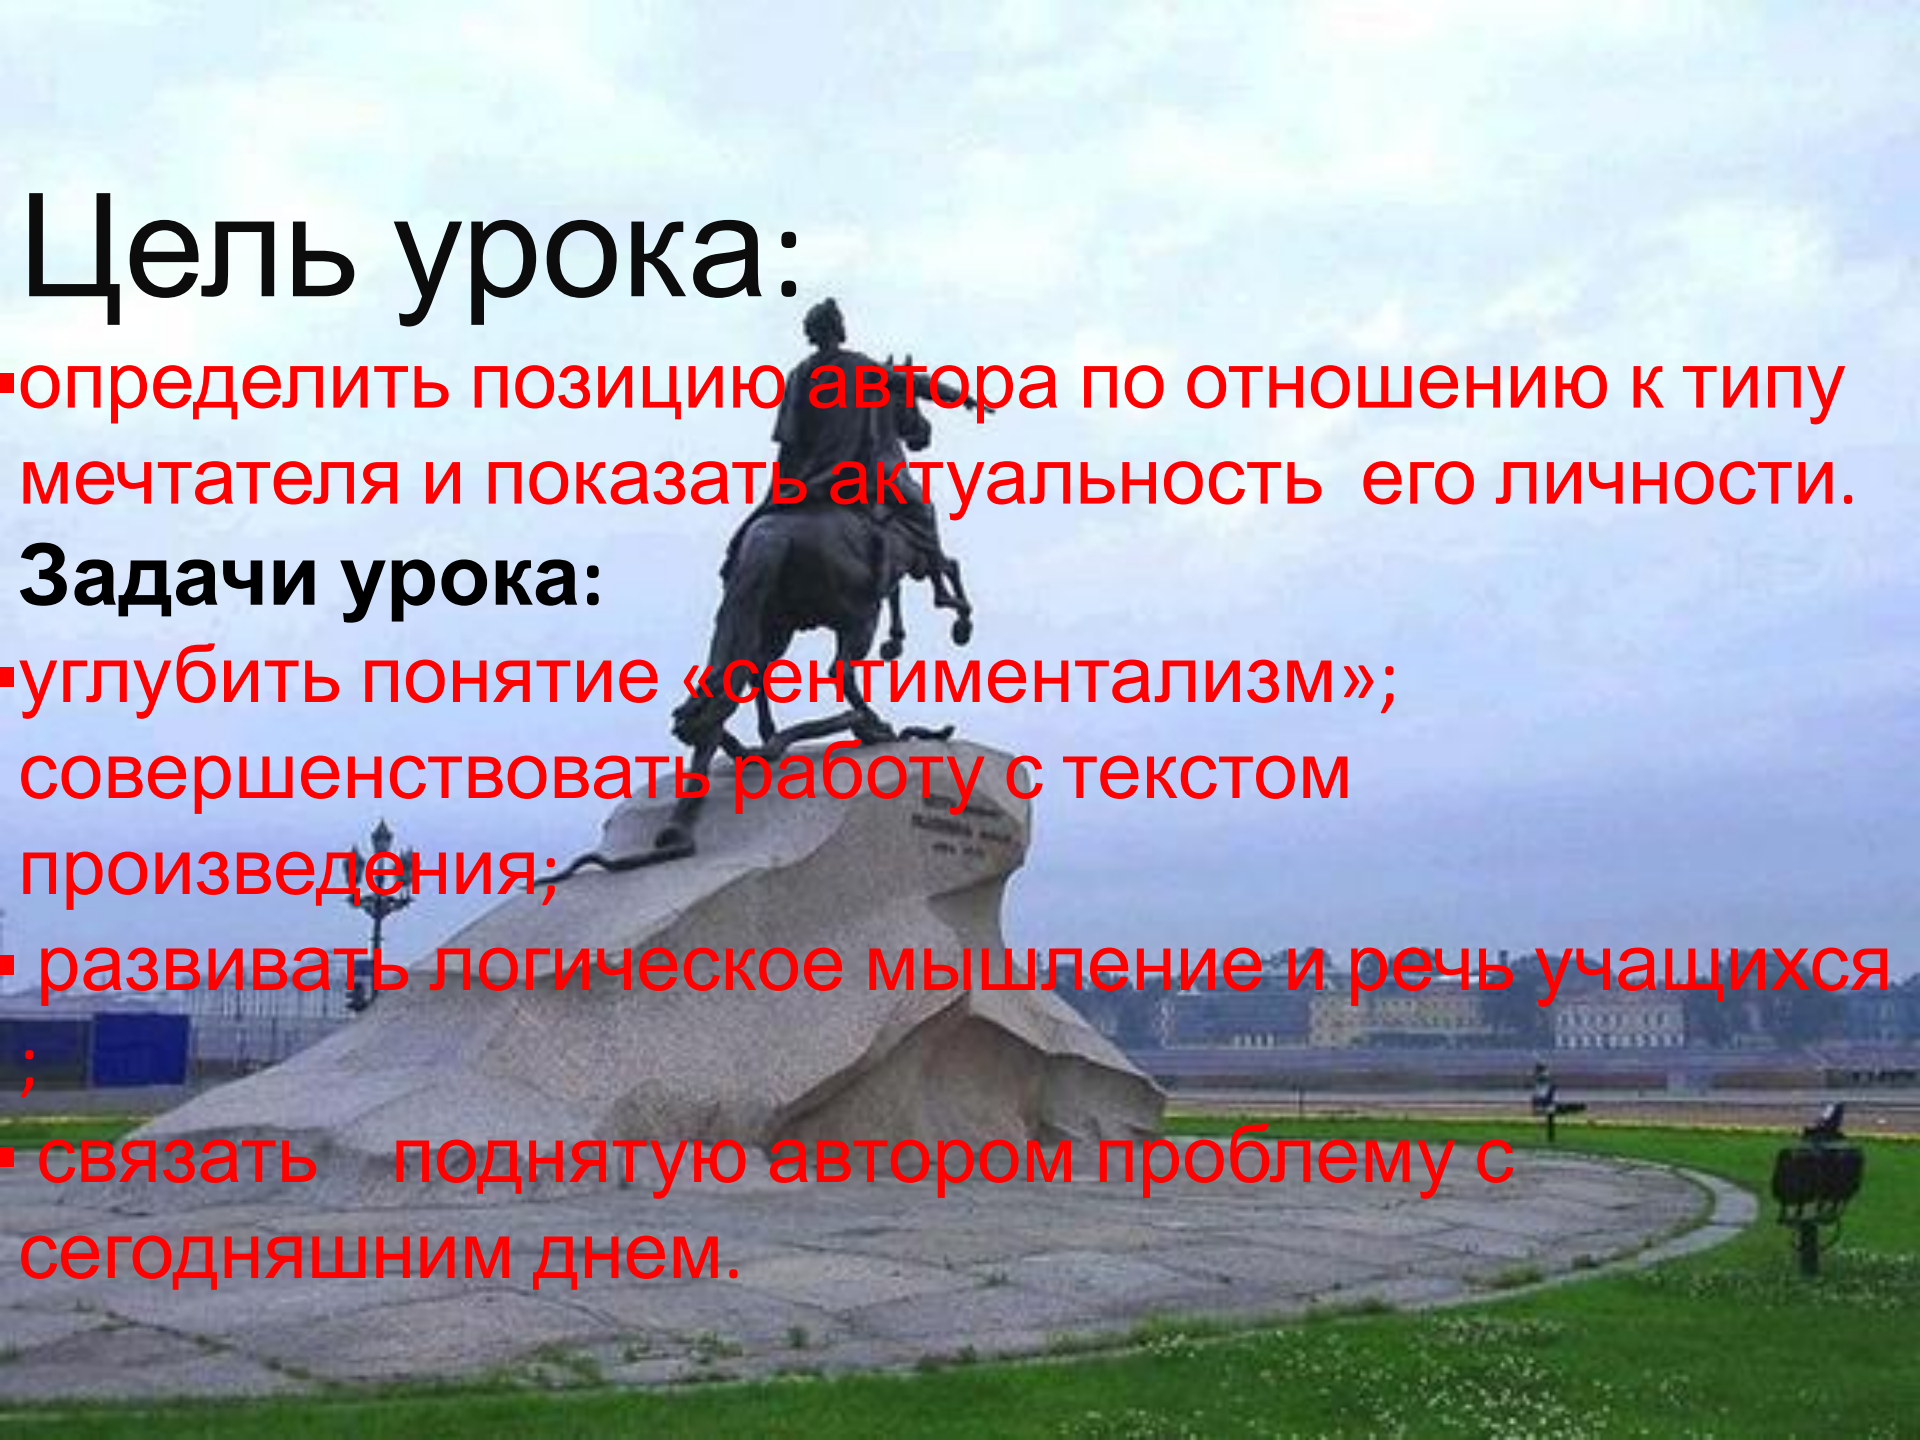 Цель урока:
▪определить позицию автора по отношению к типу
мечтателя и показать актуальность  его личности.
Задачи урока:
▪углубить понятие «сентиментализм»;
совершенствовать работу с текстом
произведения;
▪ развивать логическое мышление и речь учащихся
;
▪ связать    поднятую автором проблему с
сегодняшним днем.